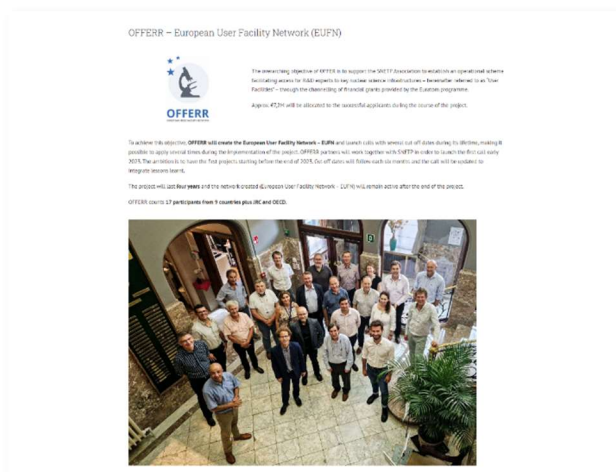 OFFERR – European User Facility Network (EUFN)
The overarching objective of OFFERR is to support the SNETP Association to establish an operational scheme
facilitating access for R&D experts to key nuclear science infrastructures – hereinafter referred to as "User
Facilities" – through the channelling of financial grants provided by the Euratom programme.
OFFERR
Approx. €7,2M will be allocated to the successful applicants during the course of the project.
To achieve this objective, OFFERR will create the European User Facility Network – EUFN and launch calls with several cut off dates during its lifetime, making it
possible to apply several times during the implementation of the project. OFFERR partners will work together with SNETP in order to launch the first call early
2023. The ambition is to have the first projects starting before the end of 2023. Cut off dates will follow each six months and the call will be updated to
integrate lessons learnt.
The project will last four years and the network created (European User Facility Network – EUFN) will remain active after the end of the project.
OFFERR counts 17 participants from 9 countries plus JRC and OECD.